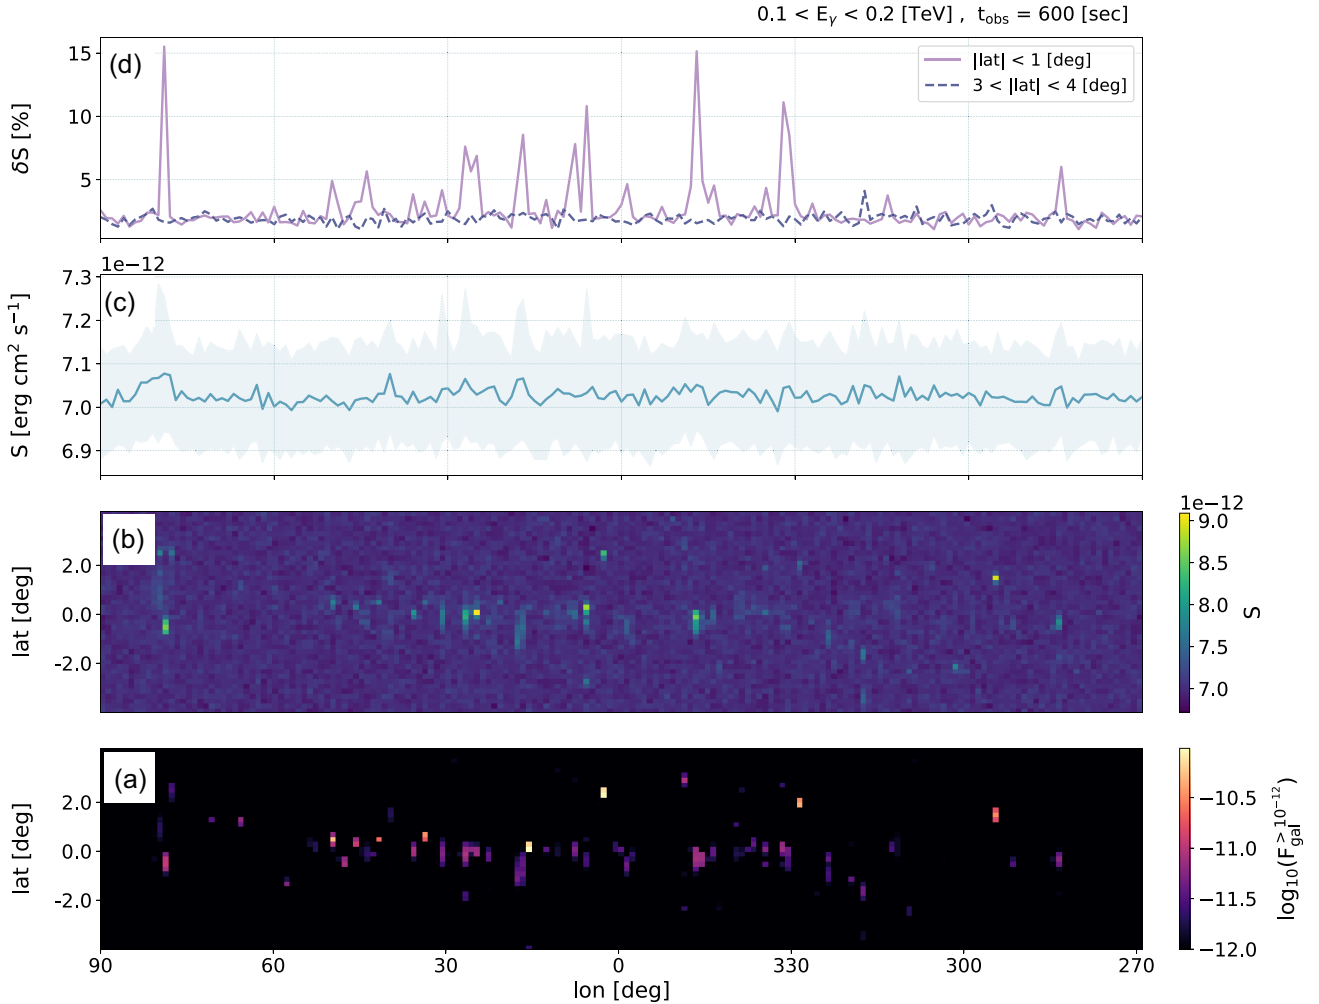 0.1 < E_γ < 0.2 [TeV] , t_obs = 600 [sec]
(d)
|lat| < 1 [deg]
3 < |lat| < 4 [deg]
δS [%]
15
10
5
1e−12
(c)
S [erg cm² s⁻¹]
7.3
7.2
7.1
7.0
6.9
(b)
lat [deg]
2.0
0.0
-2.0
1e−12
9.0
8.5
8.0
7.5
7.0
S
(a)
lat [deg]
2.0
0.0
-2.0
−10.5
−11.0
−11.5
−12.0
log₁₀(F_gal^{> 10⁻¹²})
90 60 30 0 330 300 270
lon [deg]